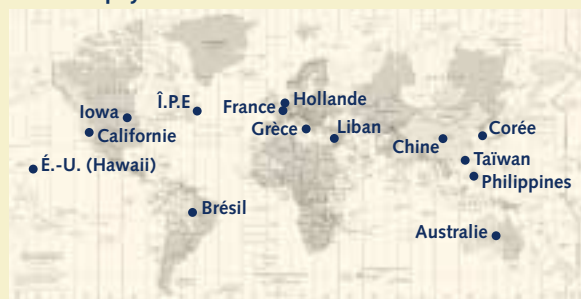 Î.P.E
Hollande
France
Iowa
Californie
Grèce
Liban
Chine
Corée
É.-U. (Hawaii)
Taïwan
Philippines
Brésil
Australie